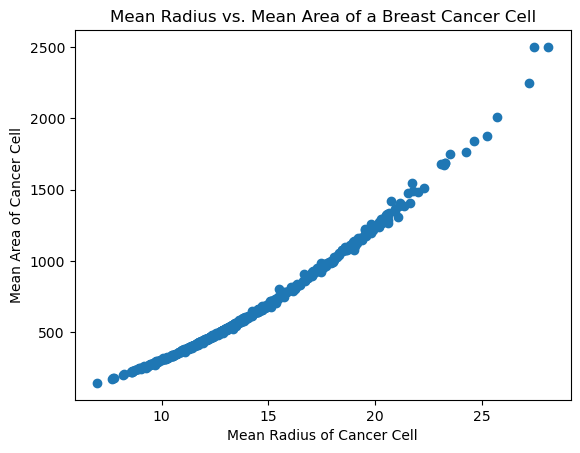 Mean Radius vs. Mean Area of a Breast Cancer Cell
2500
2000
1500
1000
500
Mean Area of Cancer Cell
10 15 20 25
Mean Radius of Cancer Cell